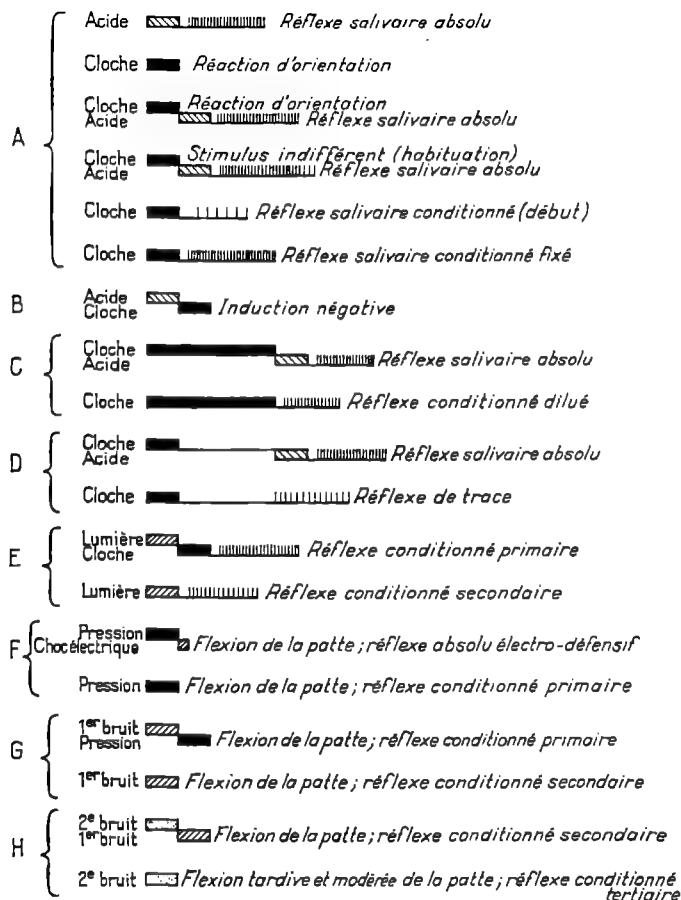 A
Acide Réflexe salivaire absolu
Cloche Réaction d'orientation
Cloche Réaction d'orientation
Acide Réflexe salivaire absolu
Cloche Stimulus indifférent (habituation)
Acide Réflexe salivaire absolu
Cloche Réflexe salivaire conditionné (début)
Cloche Réflexe salivaire conditionné fixé
B
Acide
Cloche Induction négative
C
Cloche
Acide Réflexe salivaire absolu
Cloche Réflexe conditionné dilué
D
Cloche
Acide Réflexe salivaire absolu
Cloche Réflexe de trace
E
Lumière
Cloche Réflexe conditionné primaire
Lumière Réflexe conditionné secondaire
F
Pression
Choc électrique Flexion de la patte ; réflexe absolu électro-défensif
Pression Flexion de la patte ; réflexe conditionné primaire
G
1er bruit
Pression Flexion de la patte ; réflexe conditionné primaire
1er bruit Flexion de la patte ; réflexe conditionné secondaire
H
2e bruit
1er bruit Flexion de la patte ; réflexe conditionné secondaire
2e bruit Flexion tardive et modérée de la patte ; réflexe conditionné
tertiaire